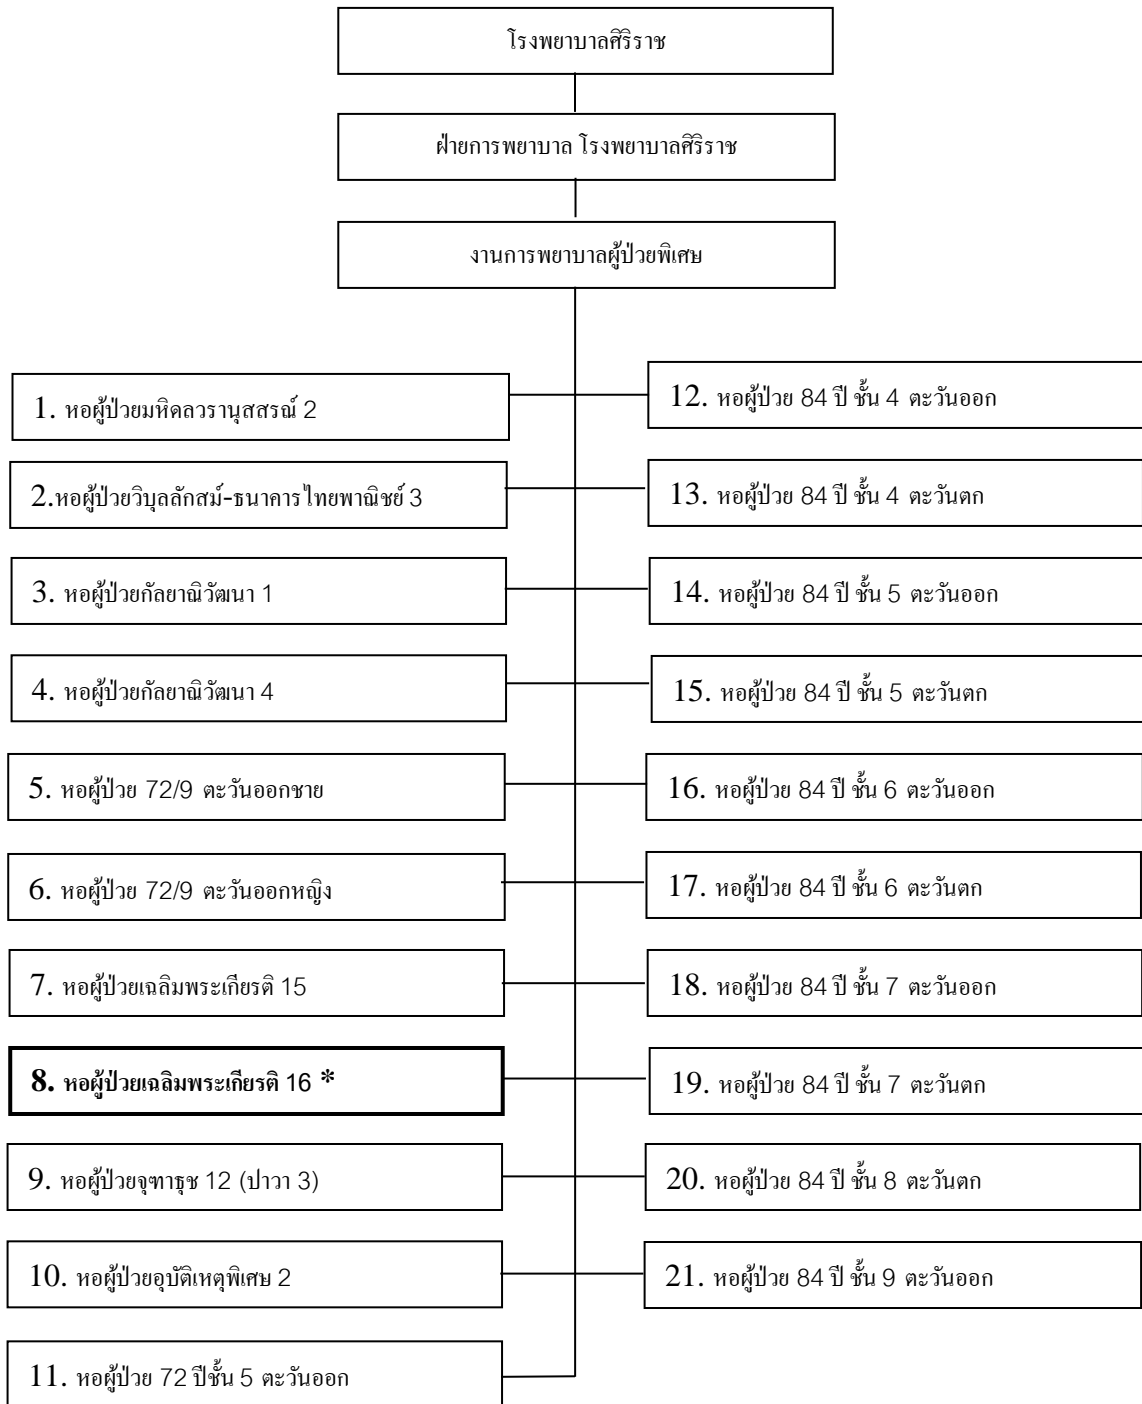 โรงพยาบาลศิริราช
ฝ่ายการพยาบาล โรงพยาบาลศิริราช
งานการพยาบาลผู้ป่วยพิเศษ
1. หอผู้ป่วยมหิดลวรานุสสรณ์ 2
2.หอผู้ป่วยวิบุลลักสม์-ธนาคารไทยพาณิชย์ 3
3. หอผู้ป่วยกัลยาณิวัฒนา 1
4. หอผู้ป่วยกัลยาณิวัฒนา 4
5. หอผู้ป่วย 72/9 ตะวันออกชาย
6. หอผู้ป่วย 72/9 ตะวันออกหญิง
7. หอผู้ป่วยเฉลิมพระเกียรติ 15
8. หอผู้ป่วยเฉลิมพระเกียรติ 16 *
9. หอผู้ป่วยจุฑาธุช 12 (ปาวา 3)
10. หอผู้ป่วยอุบัติเหตุพิเศษ 2
11. หอผู้ป่วย 72 ปีชั้น 5 ตะวันออก
12. หอผู้ป่วย 84 ปี ชั้น 4 ตะวันออก
13. หอผู้ป่วย 84 ปี ชั้น 4 ตะวันตก
14. หอผู้ป่วย 84 ปี ชั้น 5 ตะวันออก
15. หอผู้ป่วย 84 ปี ชั้น 5 ตะวันตก
16. หอผู้ป่วย 84 ปี ชั้น 6 ตะวันออก
17. หอผู้ป่วย 84 ปี ชั้น 6 ตะวันตก
18. หอผู้ป่วย 84 ปี ชั้น 7 ตะวันออก
19. หอผู้ป่วย 84 ปี ชั้น 7 ตะวันตก
20. หอผู้ป่วย 84 ปี ชั้น 8 ตะวันตก
21. หอผู้ป่วย 84 ปี ชั้น 9 ตะวันออก